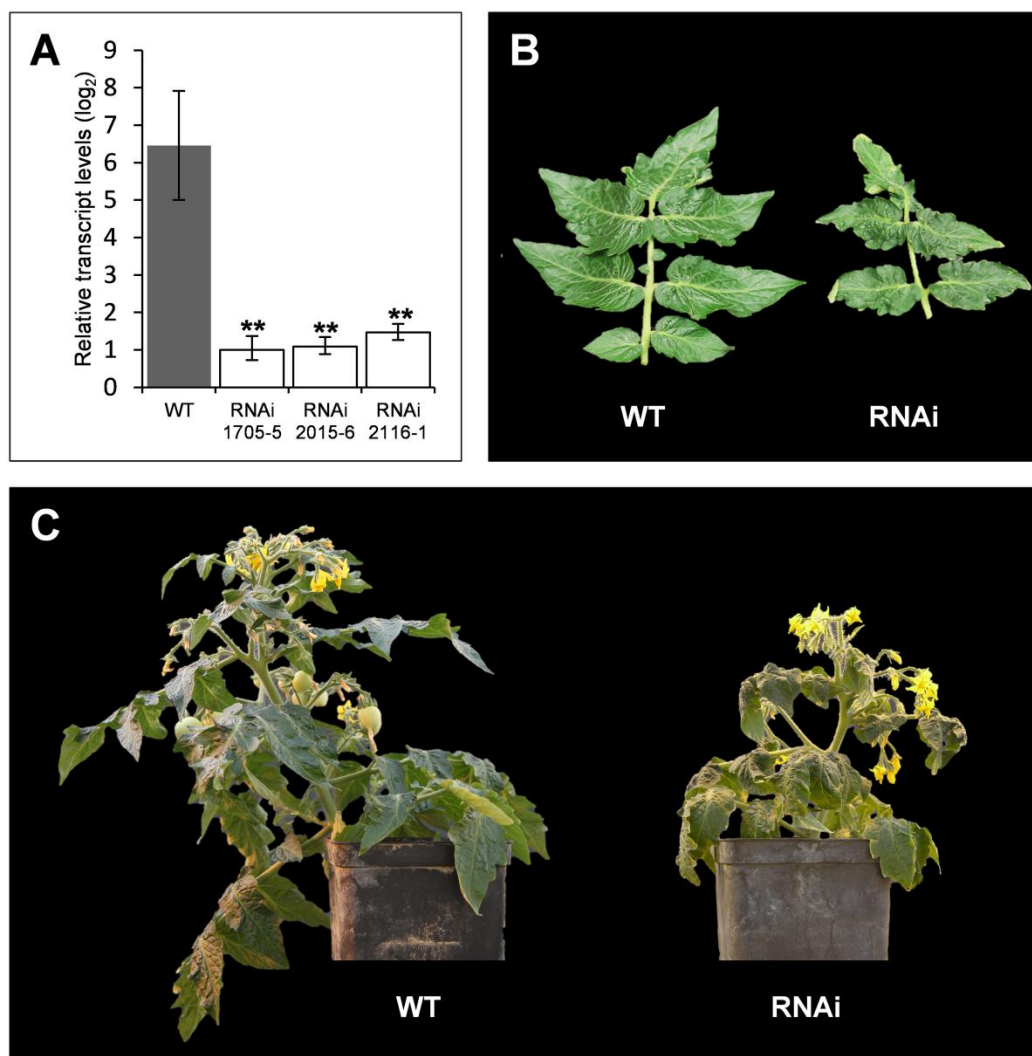 A
Relative transcript levels (log₂)
9
8
7
6
5
4
3
2
1
0
**
**
**
WT
RNAi
1705-5
RNAi
2015-6
RNAi
2116-1
B
WT
RNAi
C
WT
RNAi